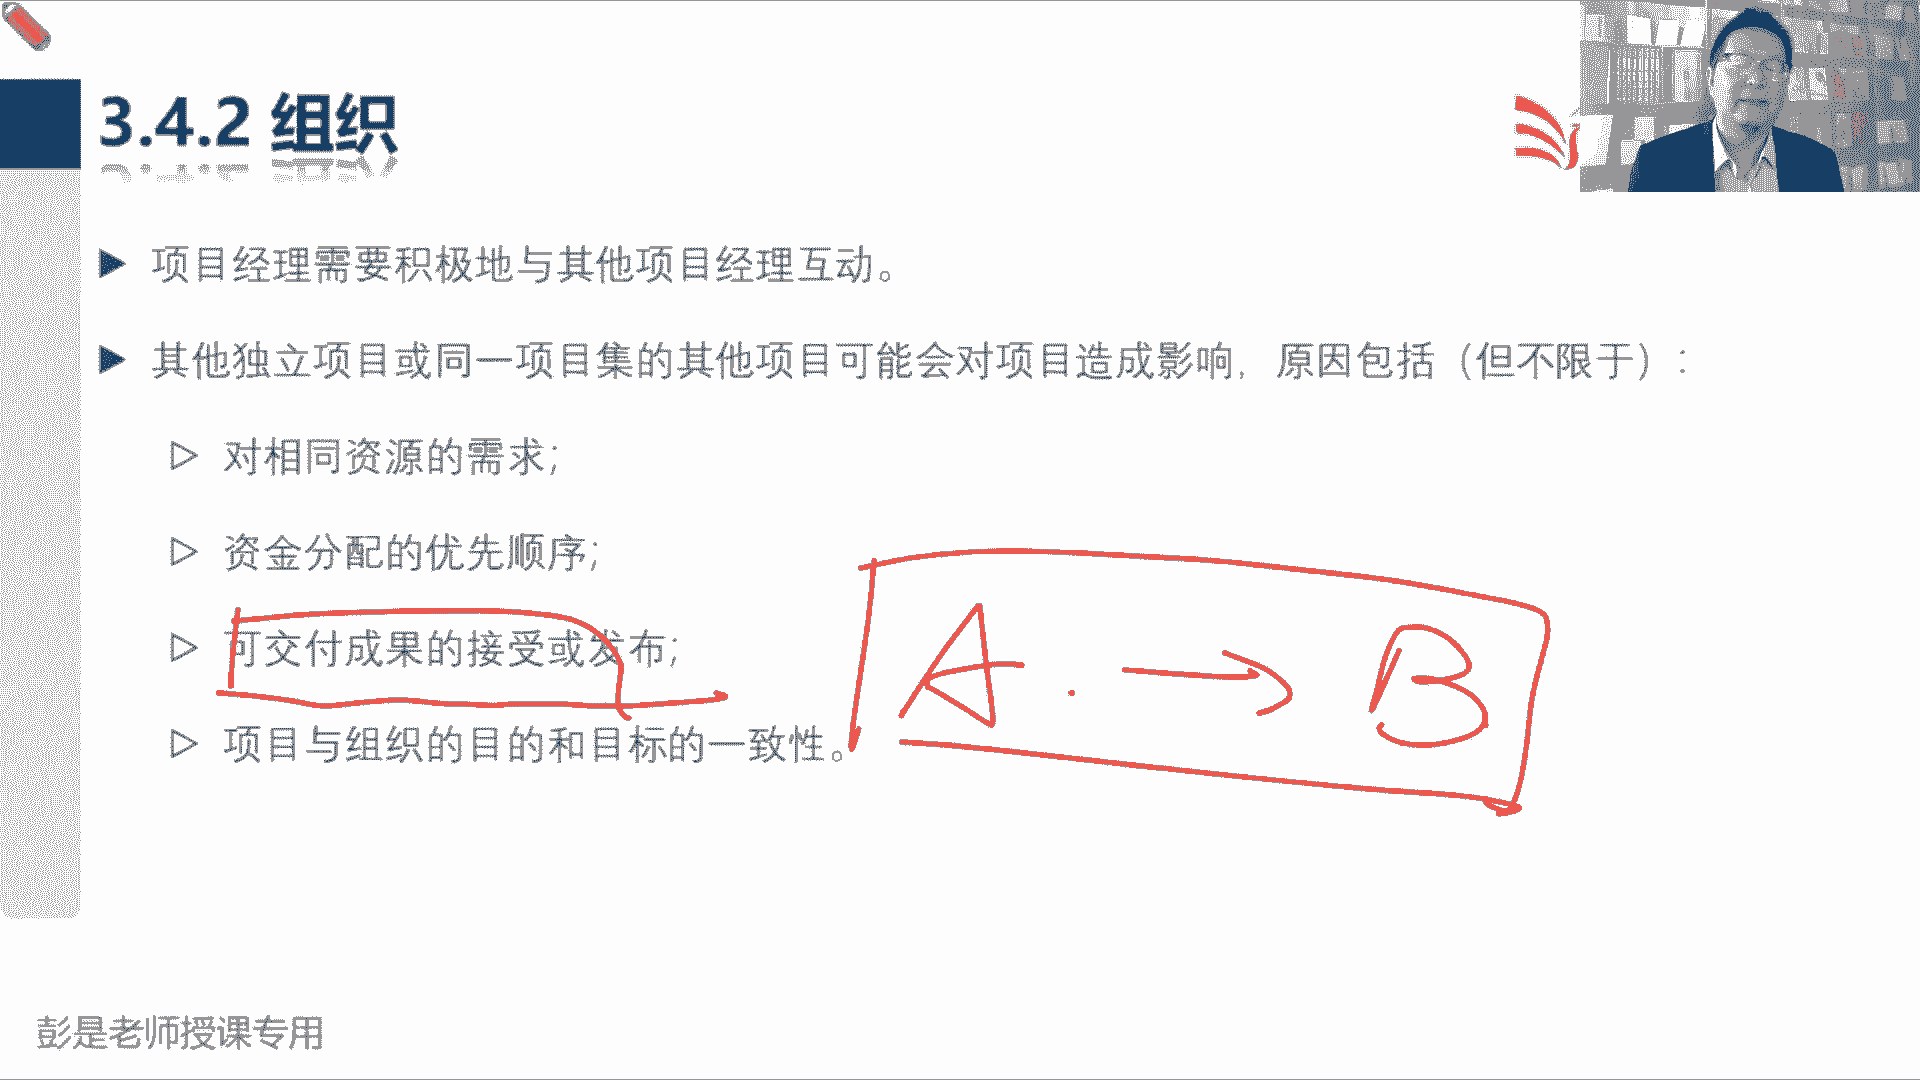 3.4.2 组织
项目经理需要积极地与其他项目经理互动。
其他独立项目或同一项目集的其他项目可能会对项目造成影响，原因包括（但不限于）：
对相同资源的需求；
资金分配的优先顺序；
可交付成果的接受或发布；
A → B
项目与组织的目的和目标的一致性。
彭是老师授课专用